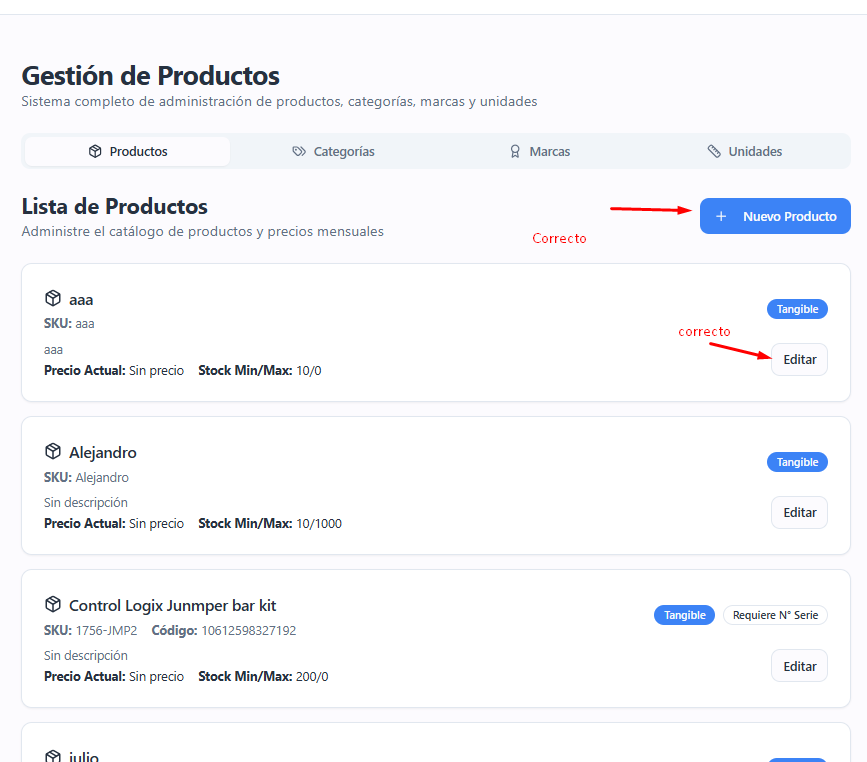 Gestión de Productos
Sistema completo de administración de productos, categorías, marcas y unidades
Productos Categorías Marcas Unidades
Lista de Productos
Administre el catálogo de productos y precios mensuales
+ Nuevo Producto
Correcto
aaa
Tangible
SKU: aaa
correcto
aaa
Editar
Precio Actual: Sin precio Stock Min/Max: 10/0
Alejandro
Tangible
SKU: Alejandro
Sin descripción
Editar
Precio Actual: Sin precio Stock Min/Max: 10/1000
Control Logix Junmper bar kit
Tangible Requiere N° Serie
SKU: 1756-JMP2 Código: 10612598327192
Sin descripción
Editar
Precio Actual: Sin precio Stock Min/Max: 200/0
julio